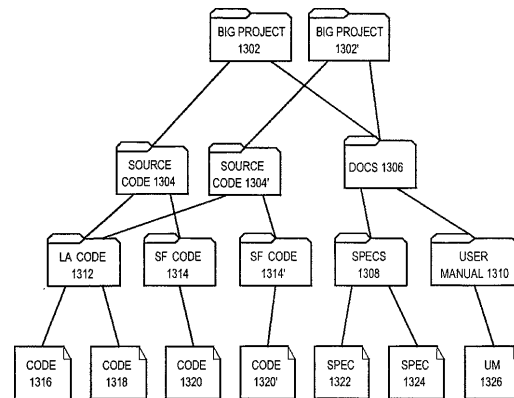 BIG PROJECT
1302
BIG PROJECT
1302'
SOURCE
CODE 1304
SOURCE
CODE 1304'
DOCS 1306
LA CODE
1312
SF CODE
1314
SF CODE
1314'
SPECS
1308
USER
MANUAL 1310
CODE
1316
CODE
1318
CODE
1320
CODE
1320'
SPEC
1322
SPEC
1324
UM
1326